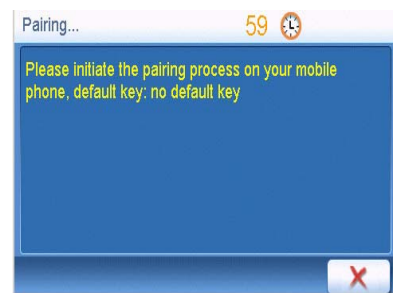 Pairing...
59
Please initiate the pairing process on your mobile
phone, default key: no default key